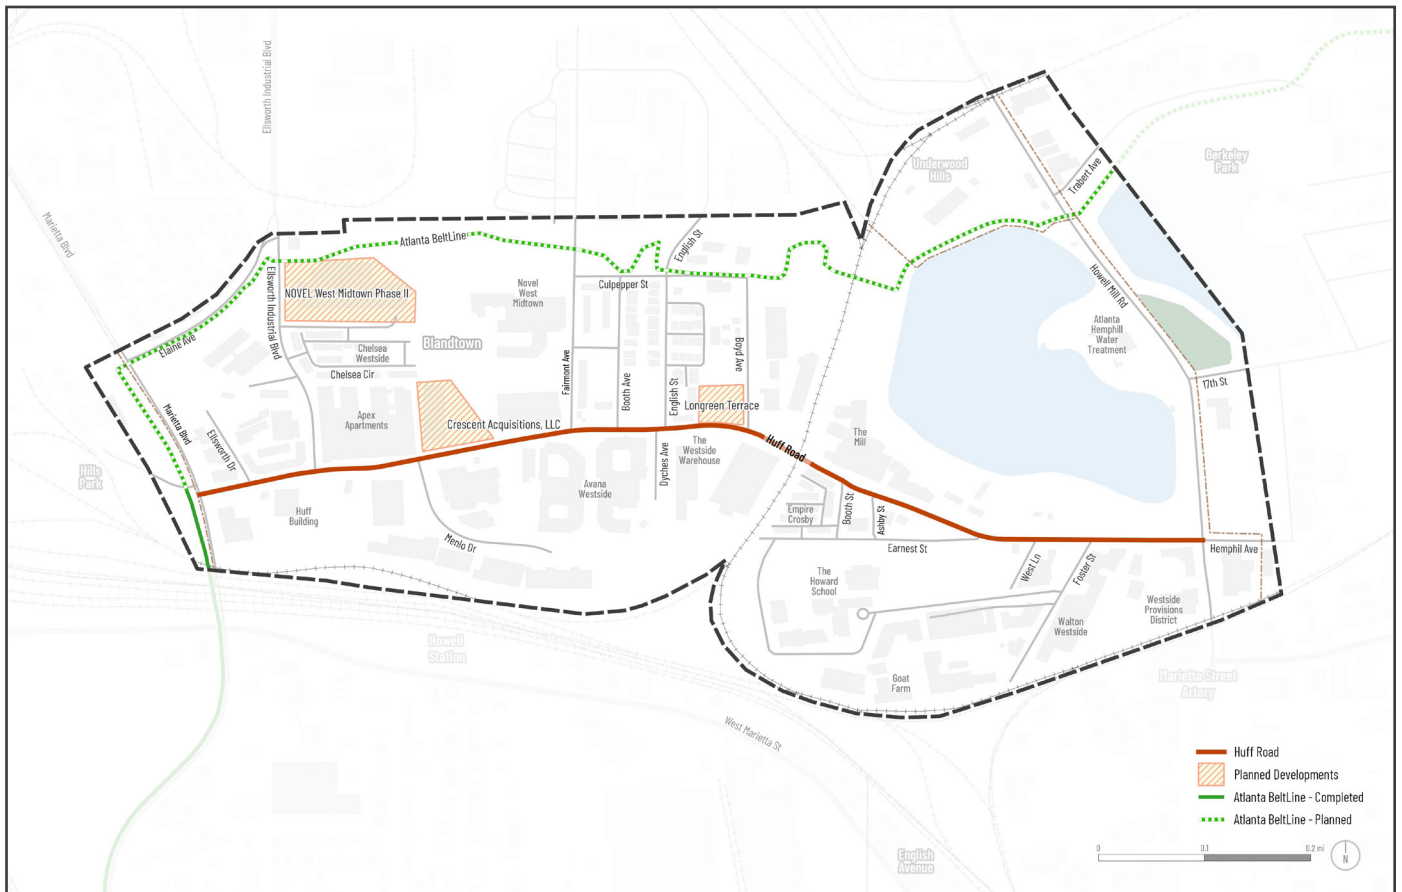 Ellsworth Industrial Blvd
Underwood
Hills
Berkeley
Park
Trabert Ave
Marietta Blvd
Atlanta BeltLine
English St
Ellsworth Industrial Blvd
NOVEL West Midtown Phase II
Novel
West
Midtown
Culpepper St
Howell Mill Rd
Atlanta
Hemphill
Water
Treatment
Elaine Ave
Chelsea
Westside
Blandtown
Chelsea Cir
Fairmont Ave
Booth Ave
English St
Boyd Ave
17th St
Marietta Blvd
Ellsworth Dr
Apex
Apartments
Crescent Acquisitions, LLC
Longreen Terrace
The
Westside
Warehouse
Huff Road
The
Mill
Dyches Ave
Hills
Park
Huff
Building
Avana
Westside
Menlo Dr
Empire
Crosby
Booth St
Ashby St
Earnest St
Hemphil Ave
West Ln
Foster St
The
Howard
School
Westside
Provisions
District
Walton
Westside
Howell
Station
Goat
Farm
Marietta Street
Artery
West Marietta St
English
Avenue
Huff Road
Planned Developments
Atlanta BeltLine - Completed
Atlanta BeltLine - Planned
0 0.1 0.2 mi
N